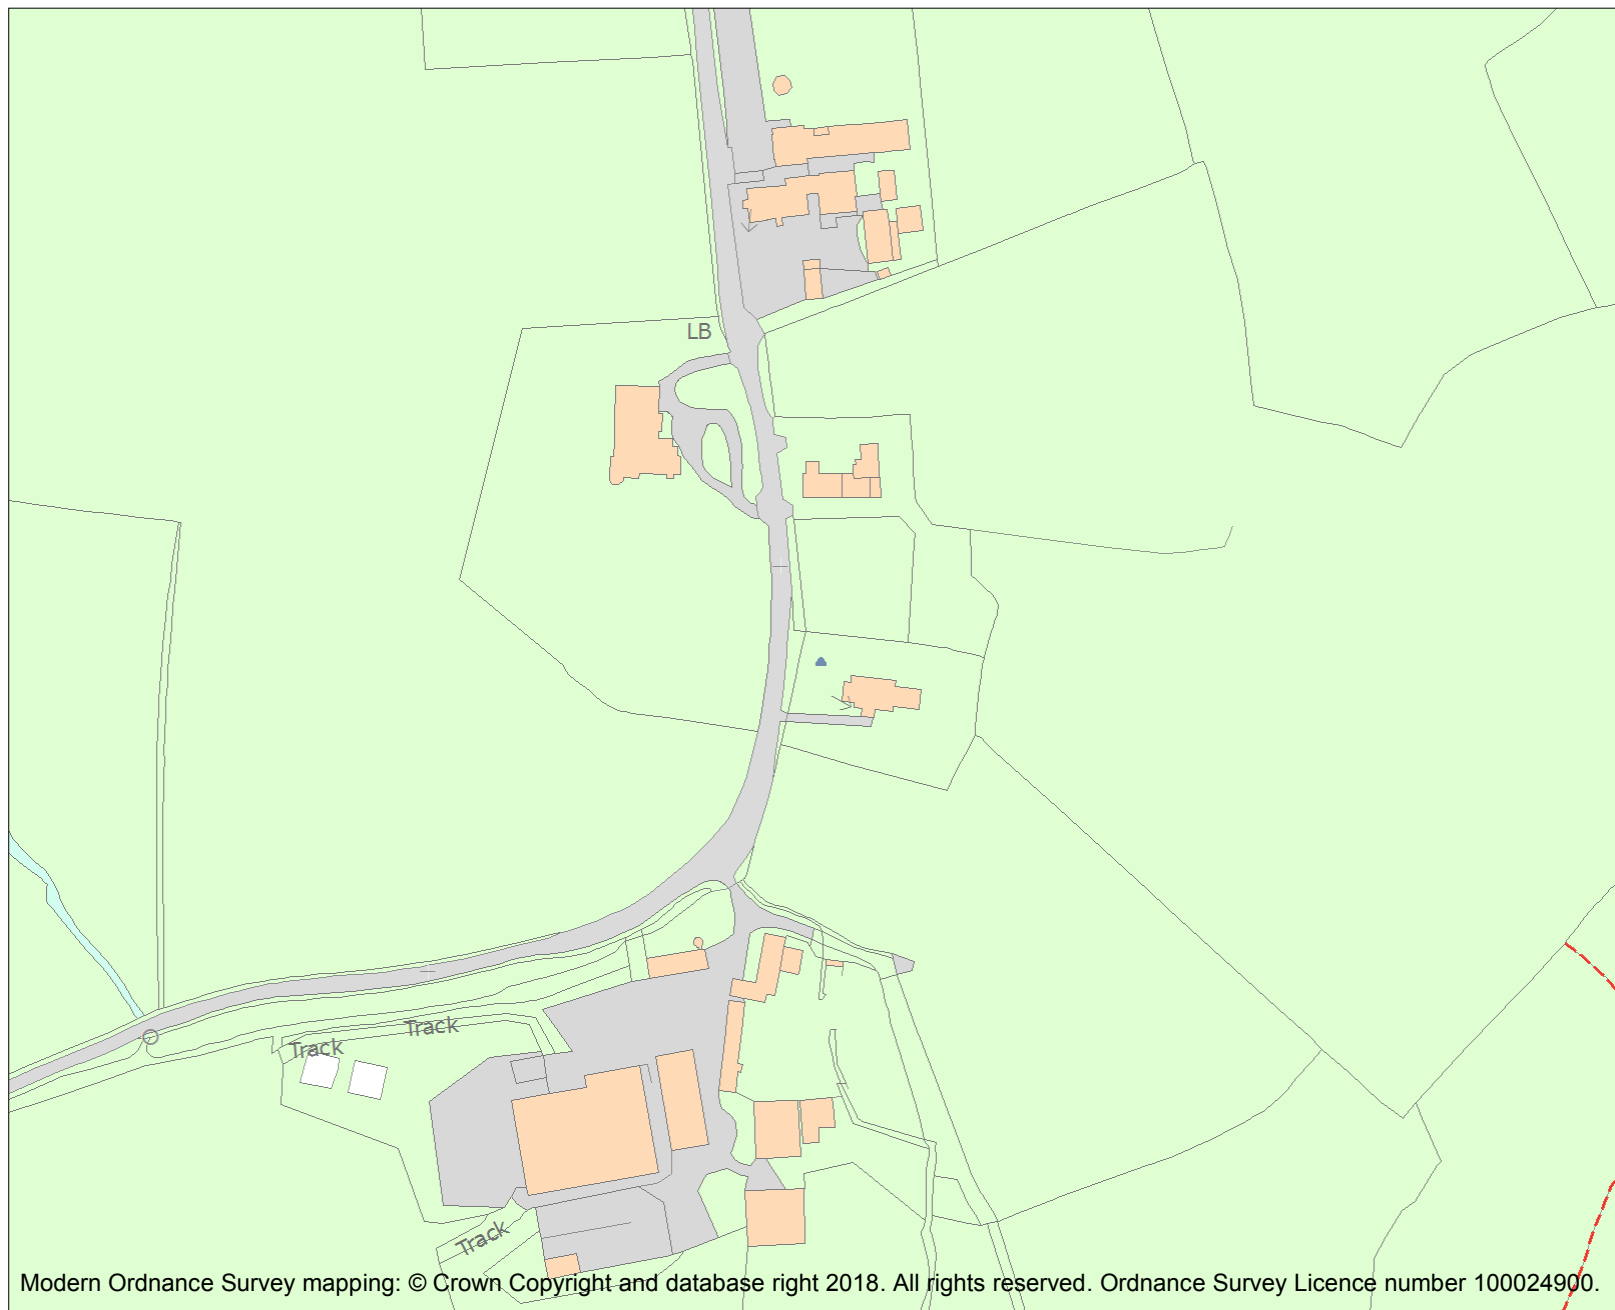 LB
Track
Track
Track
Modern Ordnance Survey mapping: © Crown Copyright and database right 2018. All rights reserved. Ordnance Survey Licence number 100024900.